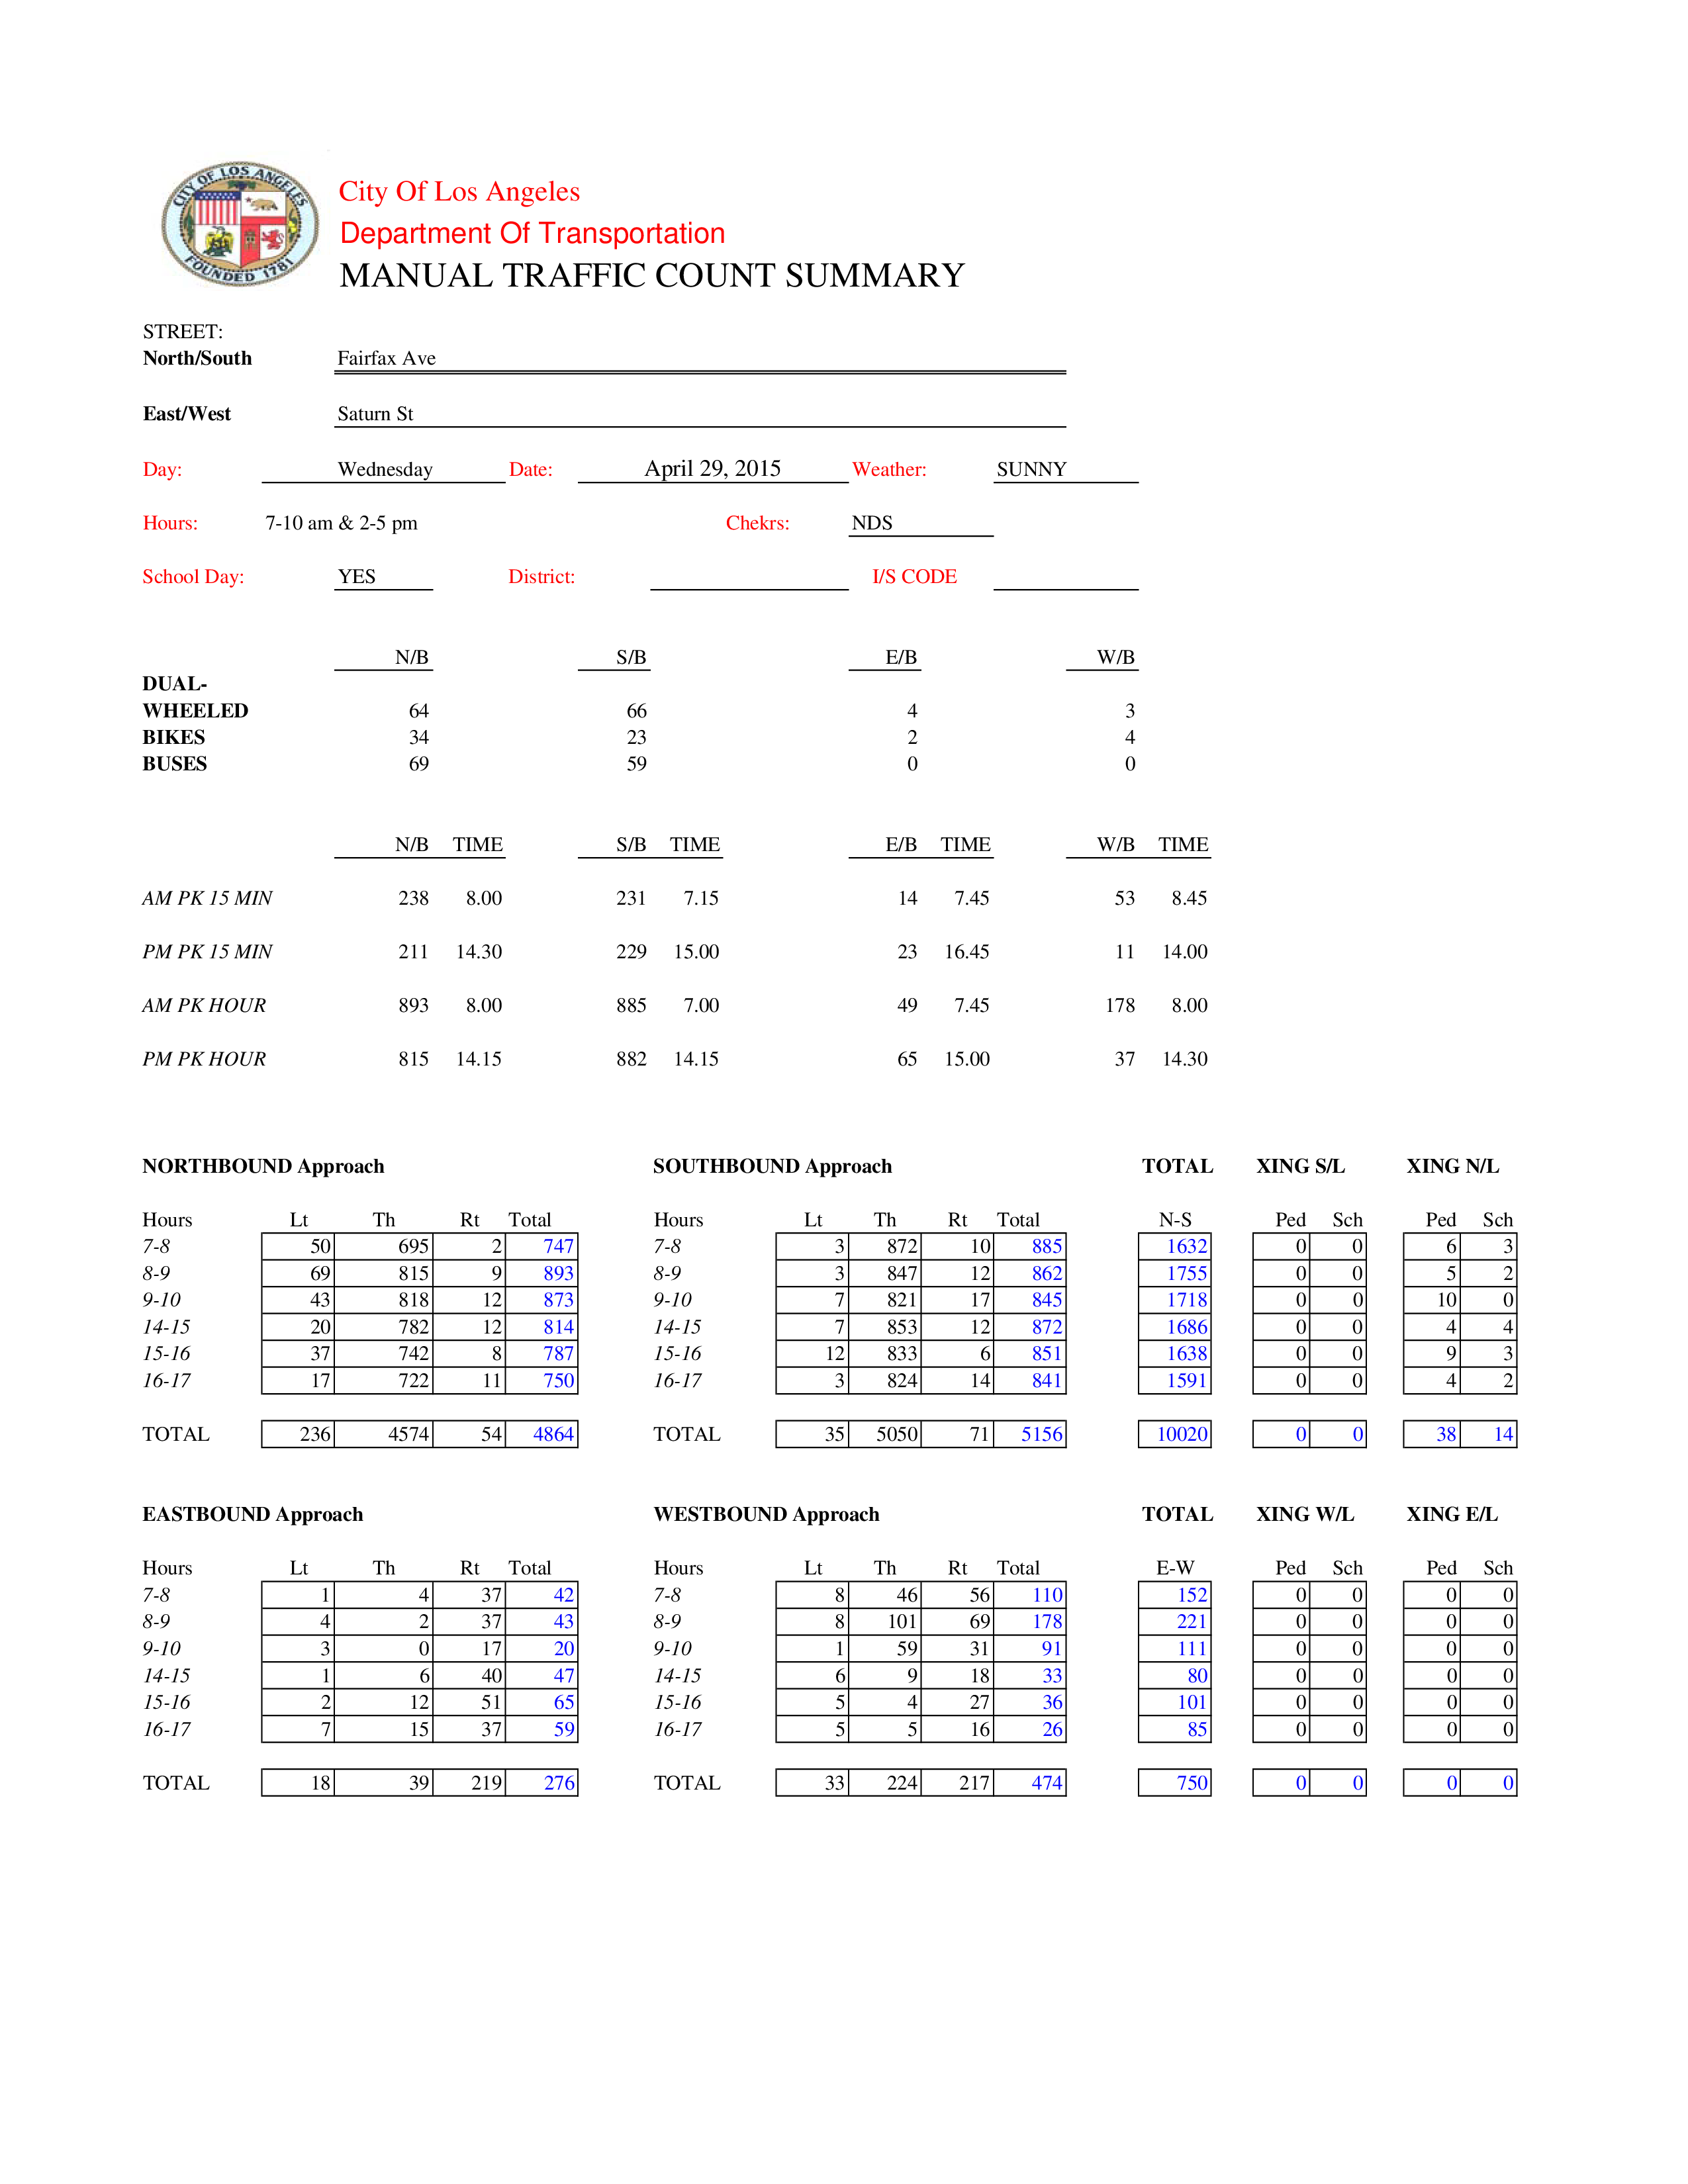 CITY OF LOS ANGELES
FOUNDED 1781
City Of Los Angeles
Department Of Transportation
MANUAL TRAFFIC COUNT SUMMARY
STREET:
North/South Fairfax Ave
East/West Saturn St
Day: Wednesday Date: April 29, 2015 Weather: SUNNY
Hours: 7-10 am & 2-5 pm Chekrs: NDS
School Day: YES District: I/S CODE
N/B S/B E/B W/B
DUAL-
WHEELED 64 66 4 3
BIKES 34 23 2 4
BUSES 69 59 0 0
N/B TIME S/B TIME E/B TIME W/B TIME
AM PK 15 MIN 238 8.00 231 7.15 14 7.45 53 8.45
PM PK 15 MIN 211 14.30 229 15.00 23 16.45 11 14.00
AM PK HOUR 893 8.00 885 7.00 49 7.45 178 8.00
PM PK HOUR 815 14.15 882 14.15 65 15.00 37 14.30
NORTHBOUND Approach SOUTHBOUND Approach TOTAL XING S/L XING N/L
Hours Lt Th Rt Total Hours Lt Th Rt Total N-S Ped Sch Ped Sch
7-8 50 695 2 747 7-8 3 872 10 885 1632 0 0 6 3
8-9 69 815 9 893 8-9 3 847 12 862 1755 0 0 5 2
9-10 43 818 12 873 9-10 7 821 17 845 1718 0 0 10 0
14-15 20 782 12 814 14-15 7 853 12 872 1686 0 0 4 4
15-16 37 742 8 787 15-16 12 833 6 851 1638 0 0 9 3
16-17 17 722 11 750 16-17 3 824 14 841 1591 0 0 4 2
TOTAL 236 4574 54 4864 TOTAL 35 5050 71 5156 10020 0 0 38 14
EASTBOUND Approach WESTBOUND Approach TOTAL XING W/L XING E/L
Hours Lt Th Rt Total Hours Lt Th Rt Total E-W Ped Sch Ped Sch
7-8 1 4 37 42 7-8 8 46 56 110 152 0 0 0 0
8-9 4 2 37 43 8-9 8 101 69 178 221 0 0 0 0
9-10 3 0 17 20 9-10 1 59 31 91 111 0 0 0 0
14-15 1 6 40 47 14-15 6 9 18 33 80 0 0 0 0
15-16 2 12 51 65 15-16 5 4 27 36 101 0 0 0 0
16-17 7 15 37 59 16-17 5 5 16 26 85 0 0 0 0
TOTAL 18 39 219 276 TOTAL 33 224 217 474 750 0 0 0 0